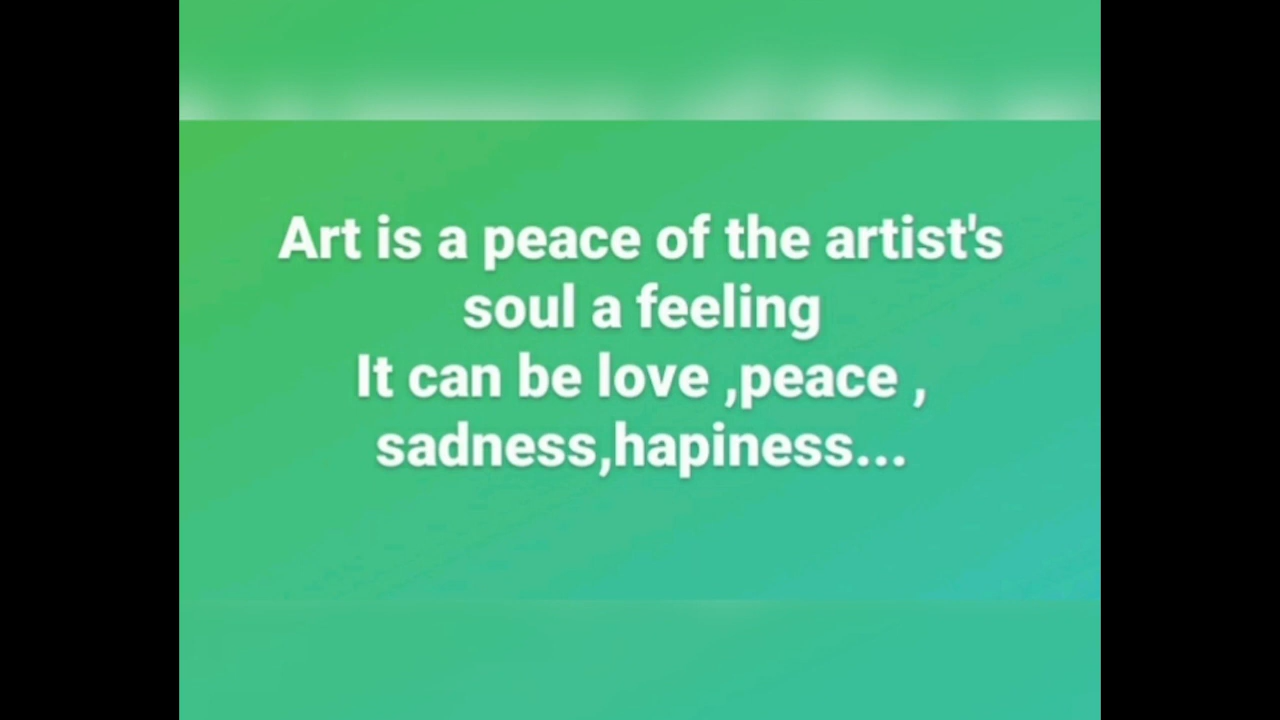 Art is a peace of the artist's
soul a feeling
It can be love ,peace ,
sadness,hapiness...